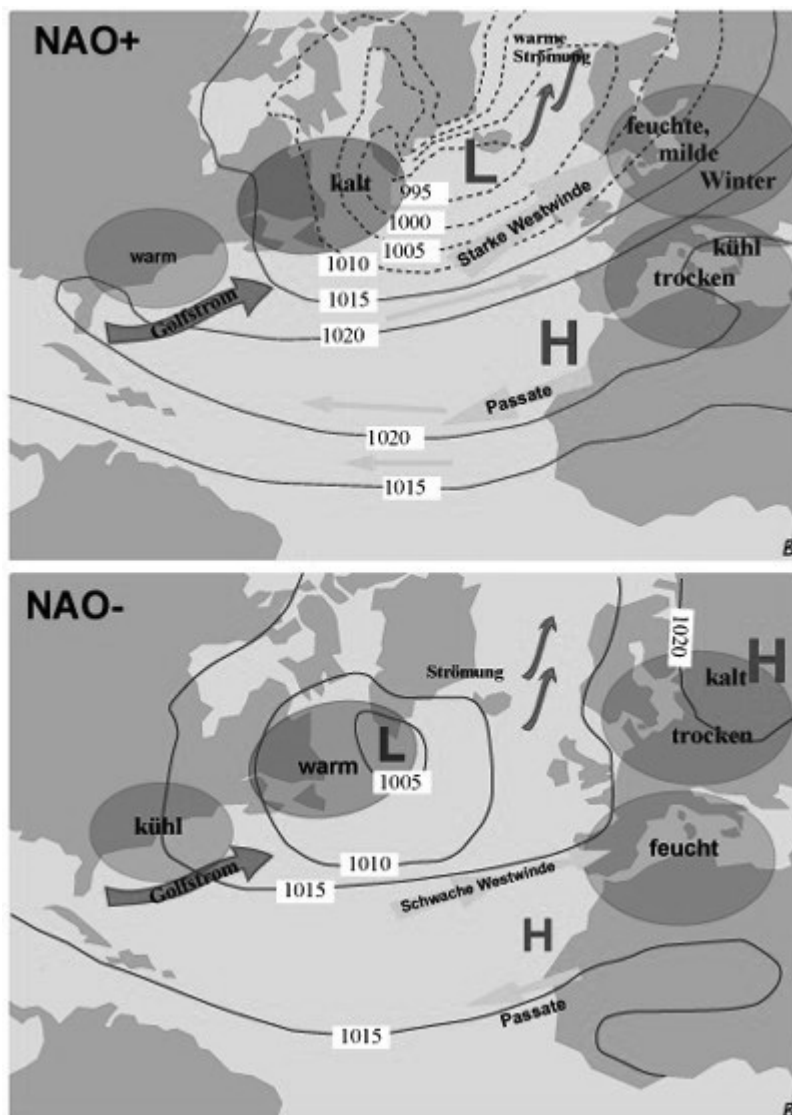 NAO+
warme
Strömung
feuchte,
milde
Winter
kalt
L
995
1000
1005
1010
Starke Westwinde
warm
kühl
trocken
Golfstrom
1015
1020
H
Passate
1020
1015
B
NAO-
1020
H
kalt
Strömung
trocken
L
warm
1005
kühl
feucht
1010
Golfstrom
1015
Schwache Westwinde
H
Passate
1015
B